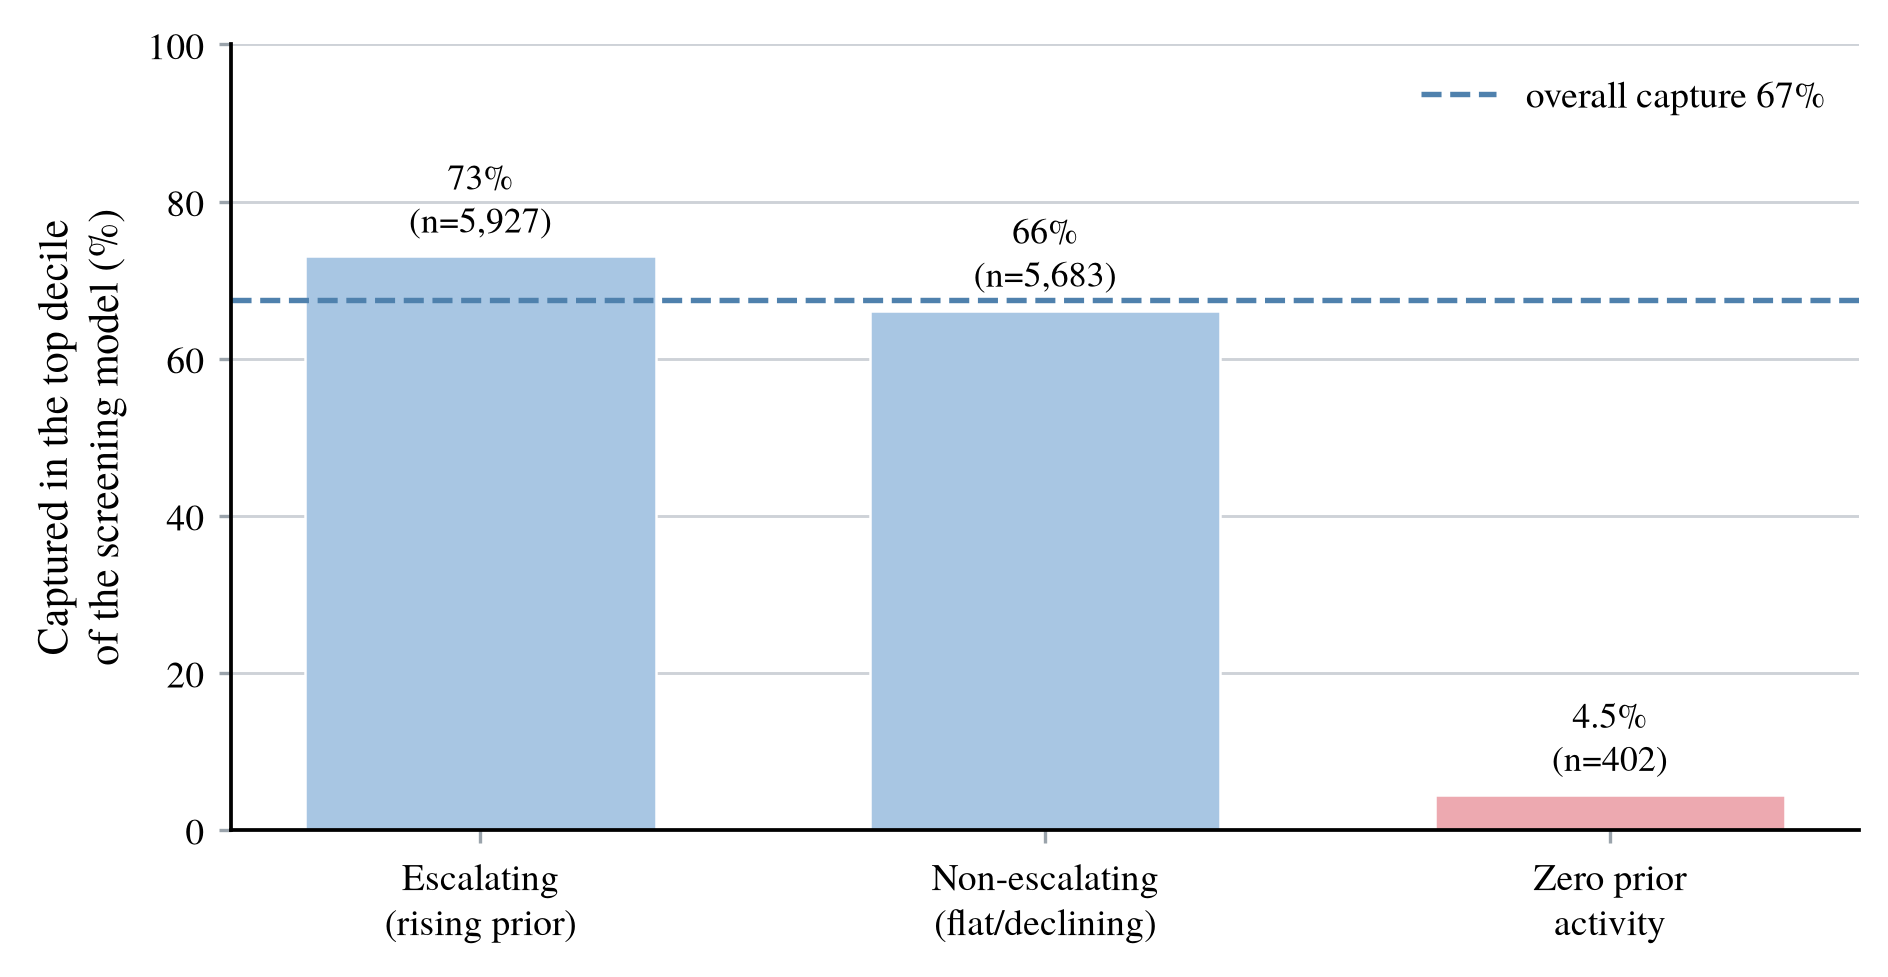 Captured in the top decile
of the screening model (%)
100
80
60
40
20
0
overall capture 67%
73%
(n=5,927)
66%
(n=5,683)
4.5%
(n=402)
Escalating
(rising prior)
Non-escalating
(flat/declining)
Zero prior
activity